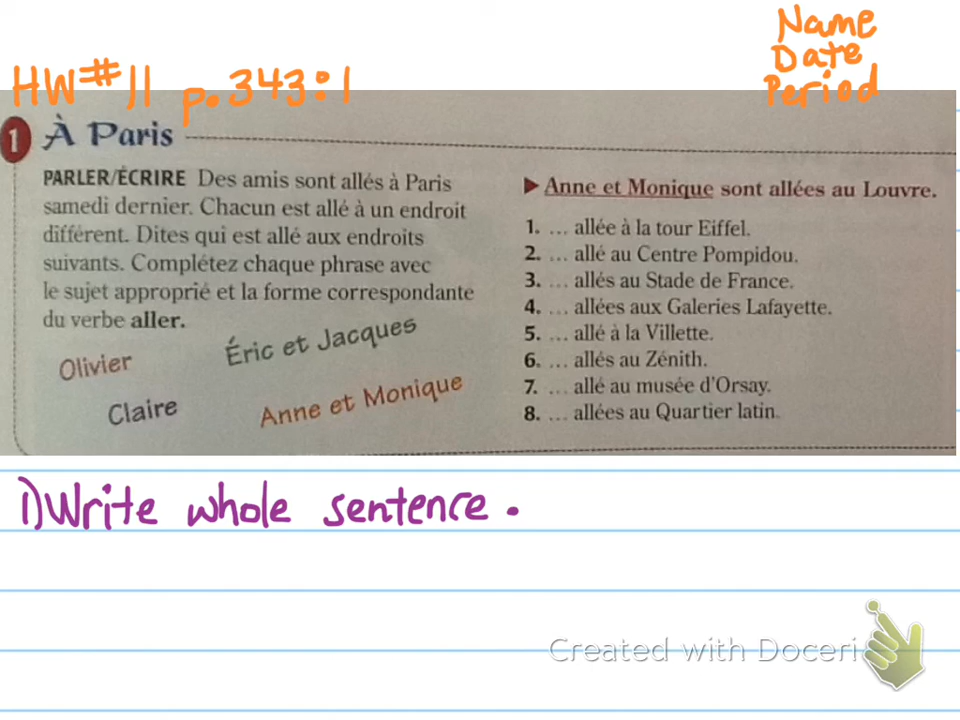 Name
Date
Period
HW#11 p.343:1
1 À Paris
PARLER/ÉCRIRE Des amis sont allés à Paris
samedi dernier. Chacun est allé à un endroit
différent. Dites qui est allé aux endroits
suivants. Complétez chaque phrase avec
le sujet approprié et la forme correspondante
du verbe aller.
Olivier
Éric et Jacques
Claire
Anne et Monique
▶ Anne et Monique sont allées au Louvre.
1. ... allée à la tour Eiffel.
2. ... allé au Centre Pompidou.
3. ... allés au Stade de France.
4. ... allées aux Galeries Lafayette.
5. ... allé à la Villette.
6. ... allés au Zénith.
7. ... allé au musée d'Orsay.
8. ... allées au Quartier latin.
1)Write whole sentence.
Created with Doceri